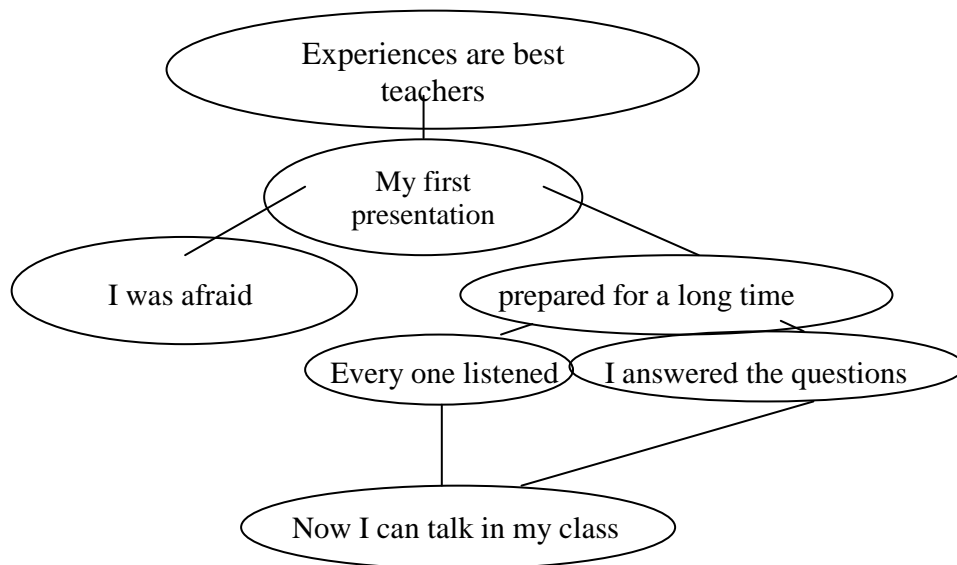 Experiences are best
teachers
My first
presentation
I was afraid
prepared for a long time
Every one listened
I answered the questions
Now I can talk in my class